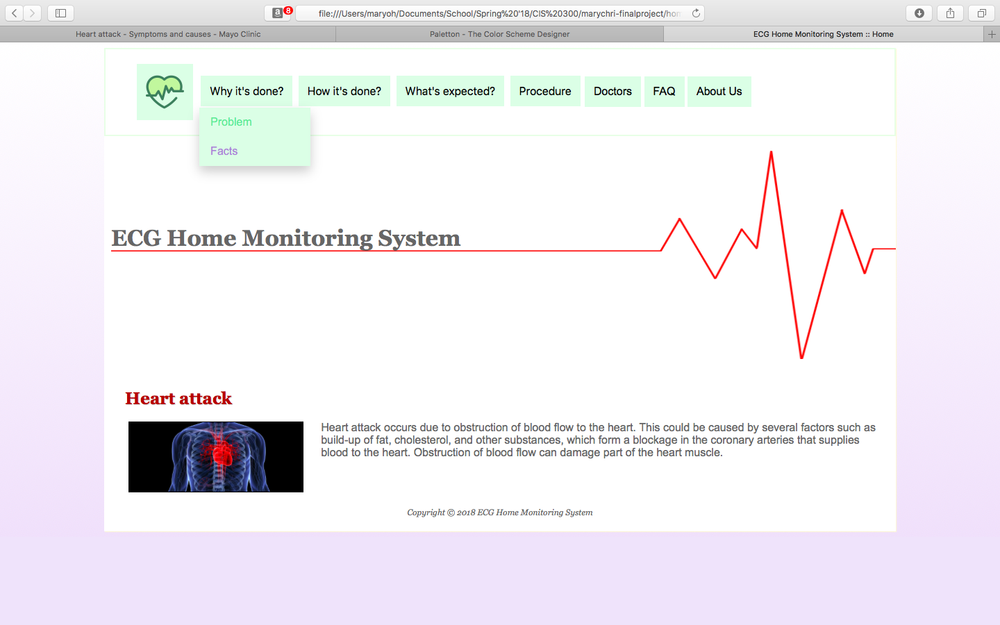 8
file:///Users/maryoh/Documents/School/Spring%20'18/CIS%20300/marychri-finalproject/hon
Heart attack - Symptoms and causes - Mayo Clinic
Paletton - The Color Scheme Designer
ECG Home Monitoring System :: Home
Why it's done?
How it's done?
What's expected?
Procedure
Doctors
FAQ
About Us
Problem
Facts
ECG Home Monitoring System
Heart attack
Heart attack occurs due to obstruction of blood flow to the heart. This could be caused by several factors such as
build-up of fat, cholesterol, and other substances, which form a blockage in the coronary arteries that supplies
blood to the heart. Obstruction of blood flow can damage part of the heart muscle.
Copyright © 2018 ECG Home Monitoring System